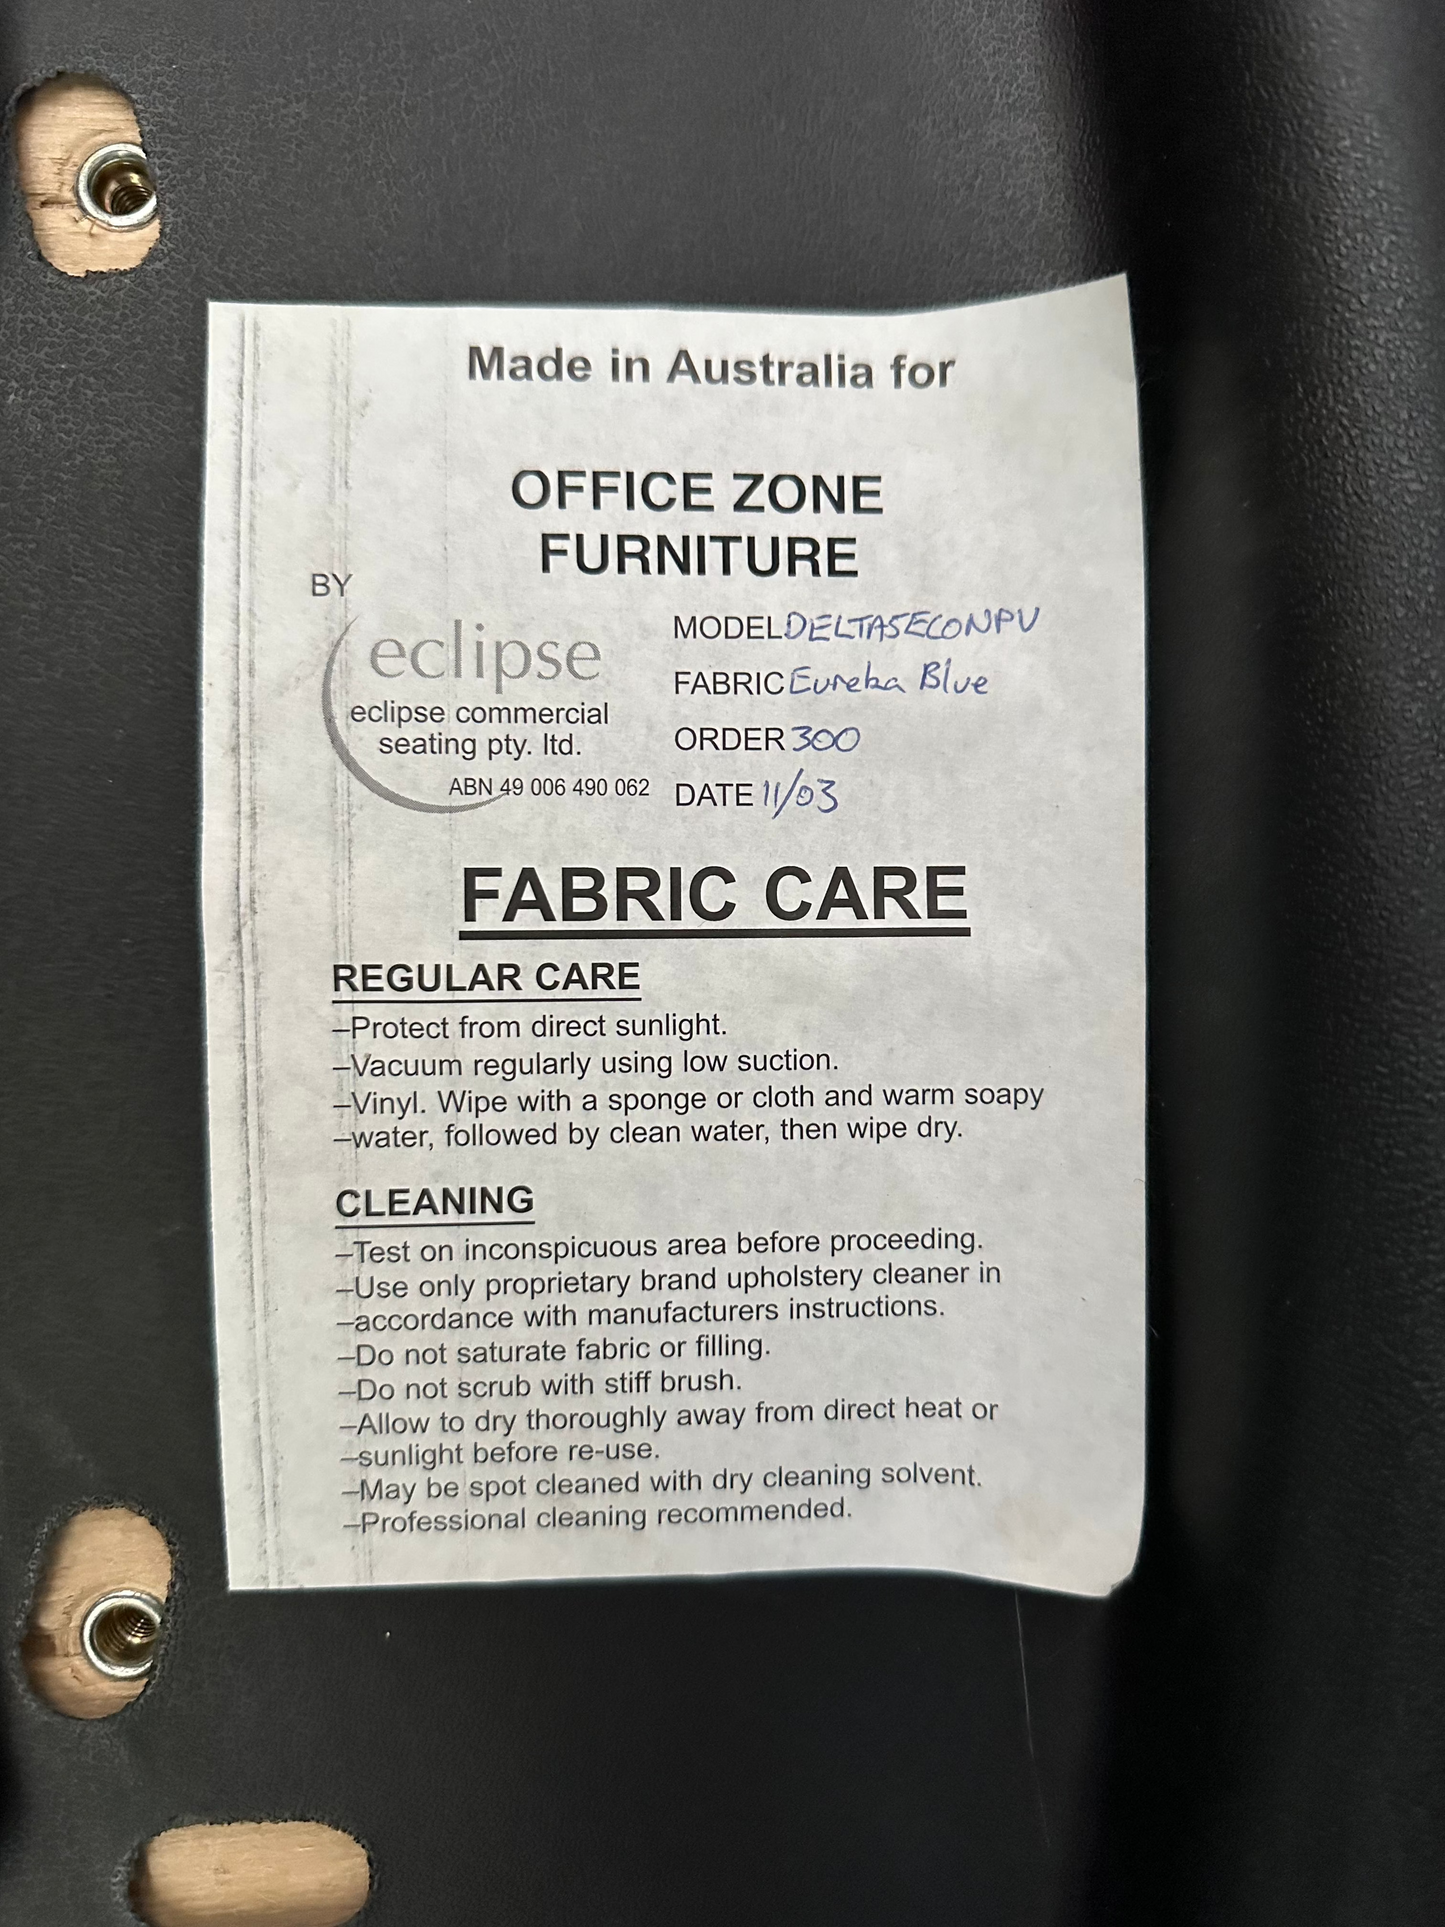 Made in Australia for
OFFICE ZONE
FURNITURE
BY
eclipse
eclipse commercial
seating pty. ltd.
ABN 49 006 490 062
MODEL DELTA5ECONPV
FABRIC Eureka Blue
ORDER 300
DATE 11/03
FABRIC CARE
REGULAR CARE
–Protect from direct sunlight.
–Vacuum regularly using low suction.
–Vinyl. Wipe with a sponge or cloth and warm soapy
–water, followed by clean water, then wipe dry.
CLEANING
–Test on inconspicuous area before proceeding.
–Use only proprietary brand upholstery cleaner in
–accordance with manufacturers instructions.
–Do not saturate fabric or filling.
–Do not scrub with stiff brush.
–Allow to dry thoroughly away from direct heat or
–sunlight before re-use.
–May be spot cleaned with dry cleaning solvent.
–Professional cleaning recommended.